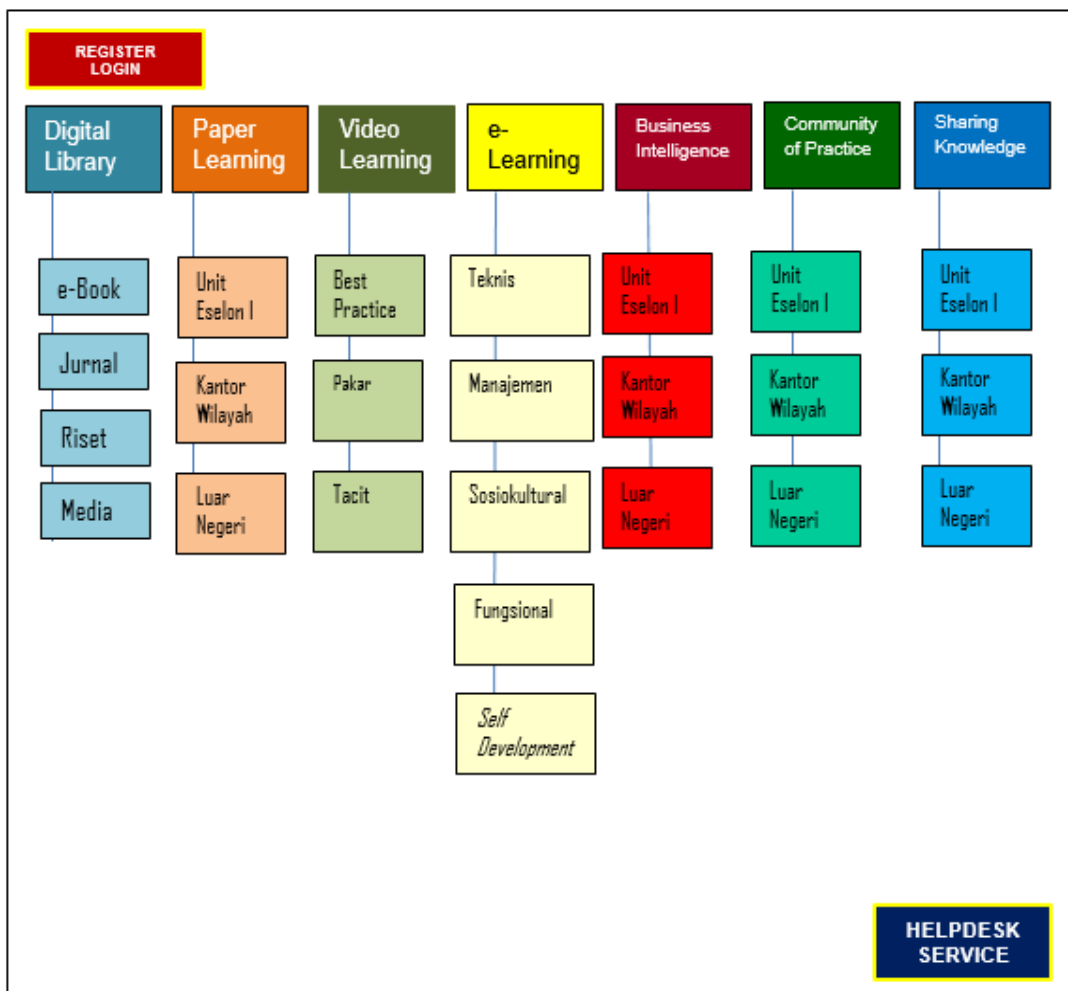 REGISTER
LOGIN
Digital
Library
Paper
Learning
Video
Learning
e-
Learning
Business
Intelligence
Community
of Practice
Sharing
Knowledge
e-Book
Jurnal
Riset
Media
Unit
Eselon I
Kantor
Wilayah
Luar
Negeri
Best
Practice
Pakar
Tacit
Teknis
Manajemen
Sosiokultural
Fungsional
Self
Development
Unit
Eselon I
Kantor
Wilayah
Luar
Negeri
Unit
Eselon I
Kantor
Wilayah
Luar
Negeri
Unit
Eselon I
Kantor
Wilayah
Luar
Negeri
HELPDESK
SERVICE